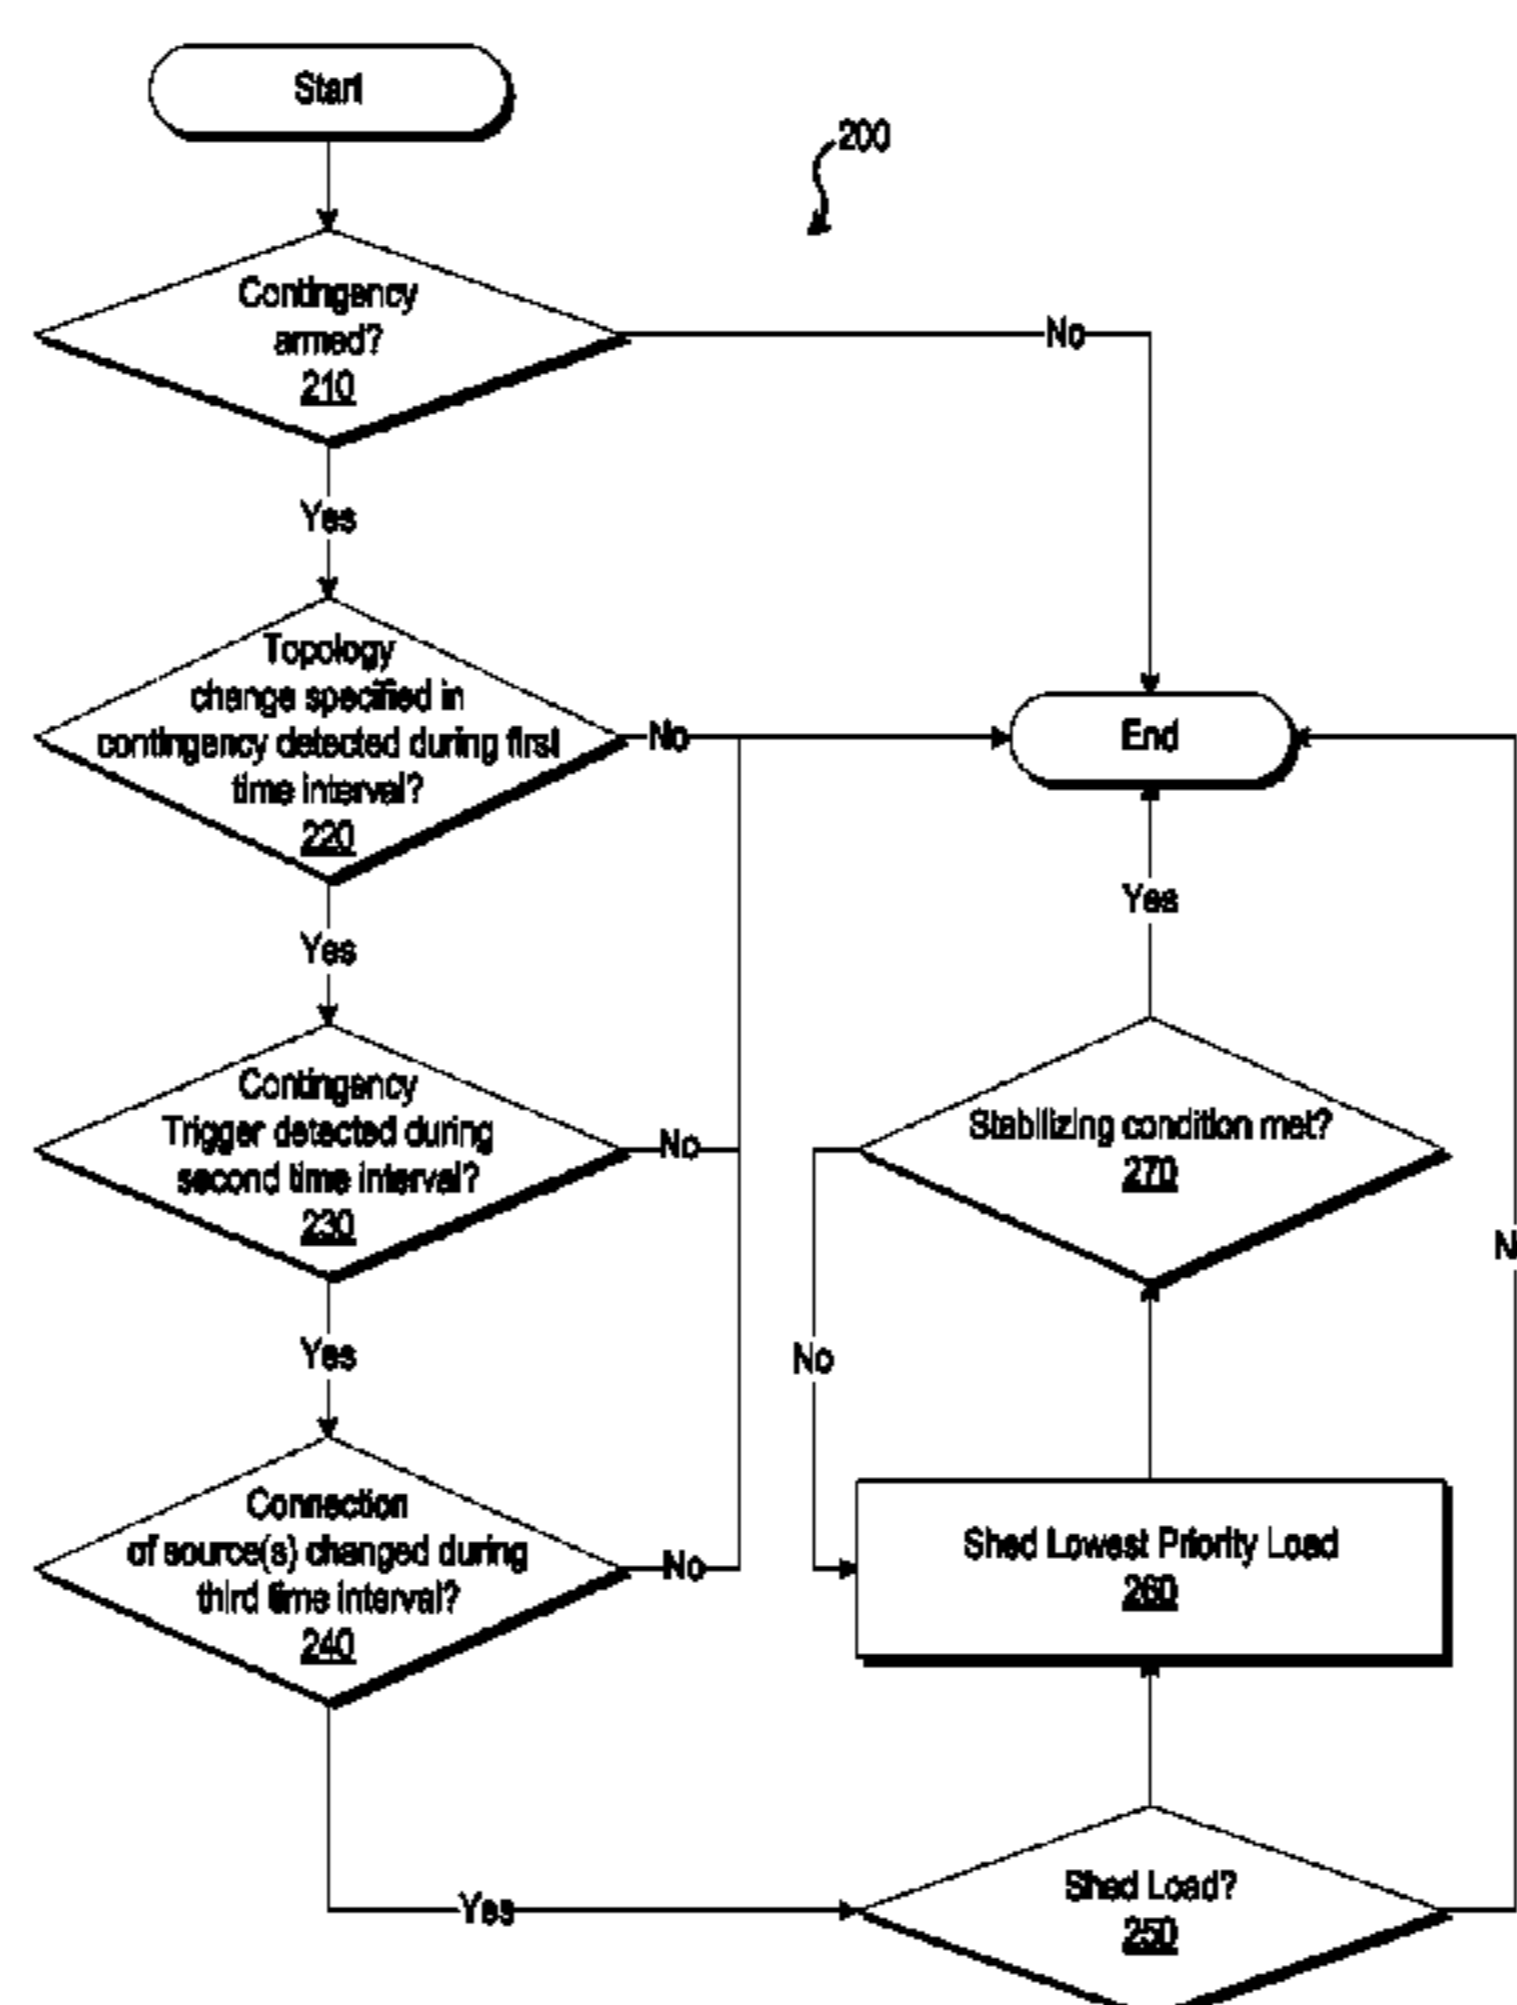 Start
200
Contingency
armed?
210
No
Yes
Topology
change specified in
contingency detected during first
time interval?
220
No
End
Yes
Yes
Contingency
Trigger detected during
second time interval?
230
No
Stabilizing condition met?
270
N
Yes
No
Connection
of source(s) changed during
third time interval?
240
No
Shed Lowest Priority Load
260
Yes
Shed Load?
250